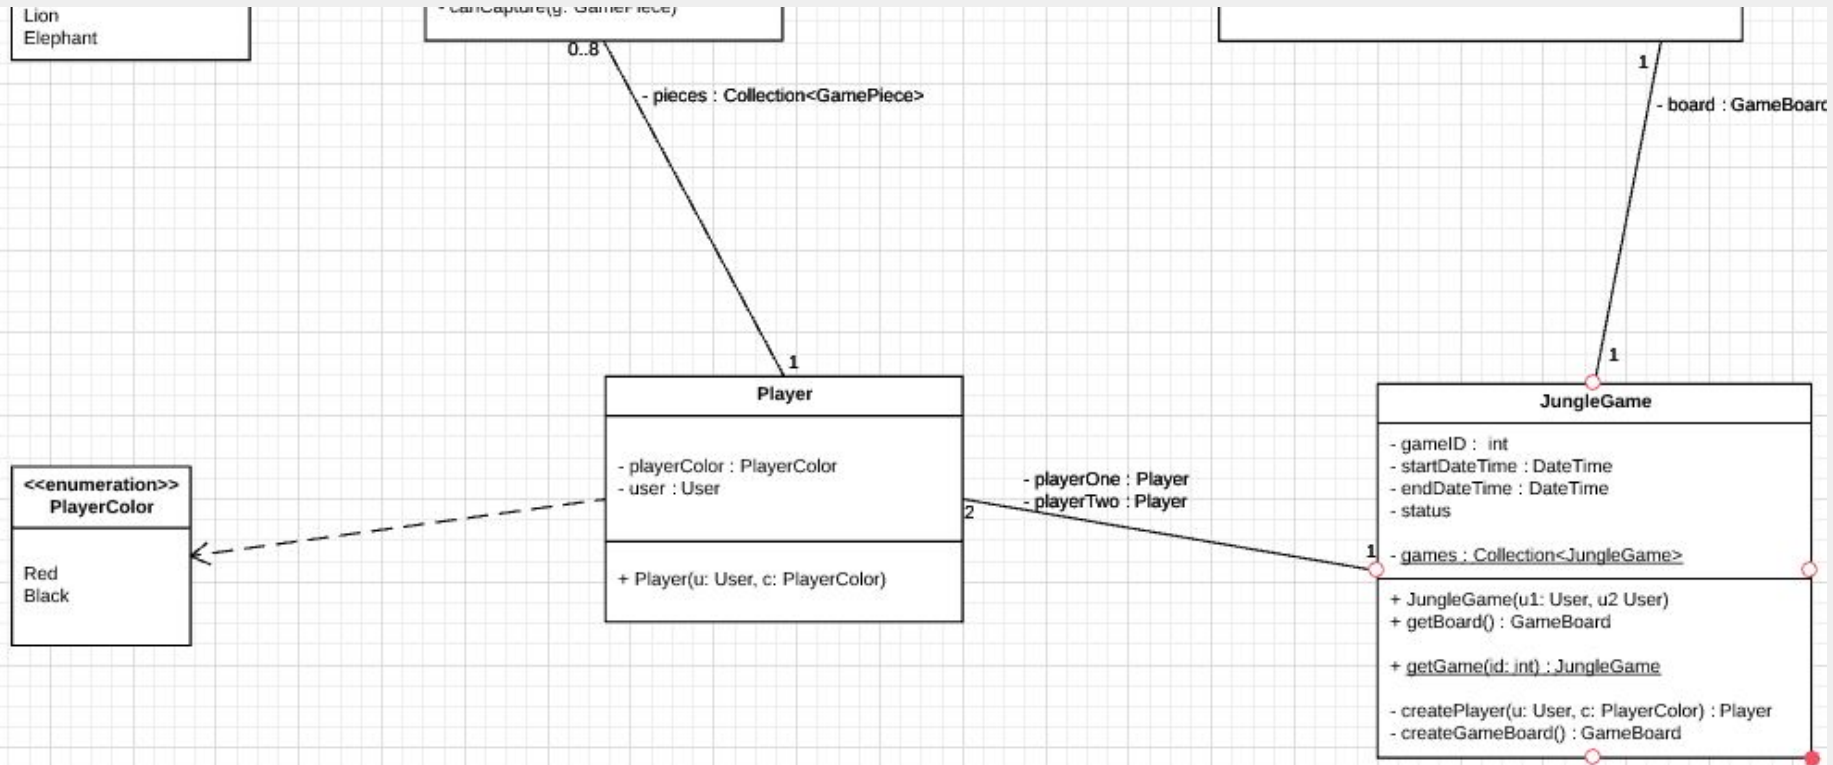 Lion
Elephant
- canCapture(g: GamePiece)
0..8
- pieces : Collection<GamePiece>
1
1
- board : GameBoard
1
Player
- playerColor : PlayerColor
- user : User
+ Player(u: User, c: PlayerColor)
<<enumeration>>
PlayerColor
Red
Black
- playerOne : Player
- playerTwo : Player
2
1
JungleGame
- gameID :  int
- startDateTime : DateTime
- endDateTime : DateTime
- status
- games : Collection<JungleGame>
+ JungleGame(u1: User, u2 User)
+ getBoard() : GameBoard
+ getGame(id: int) : JungleGame
- createPlayer(u: User, c: PlayerColor) : Player
- createGameBoard() : GameBoard